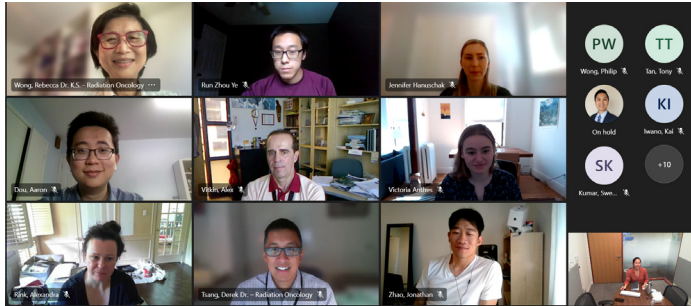 Wong, Rebecca Dr. K.S. - Radiation Oncology ...
Run Zhou Ye
Jennifer Hanuschak
PW
TT
Wong, Philip
Tan, Tony
KI
On hold
Iwano, Kai
Dou, Aaron
Vitkin, Alex
Victoria Anthes
SK
+10
Kumar, Swe...
Rink, Alexandra
Tsang, Derek Dr. – Radiation Oncology
Zhao, Jonathan